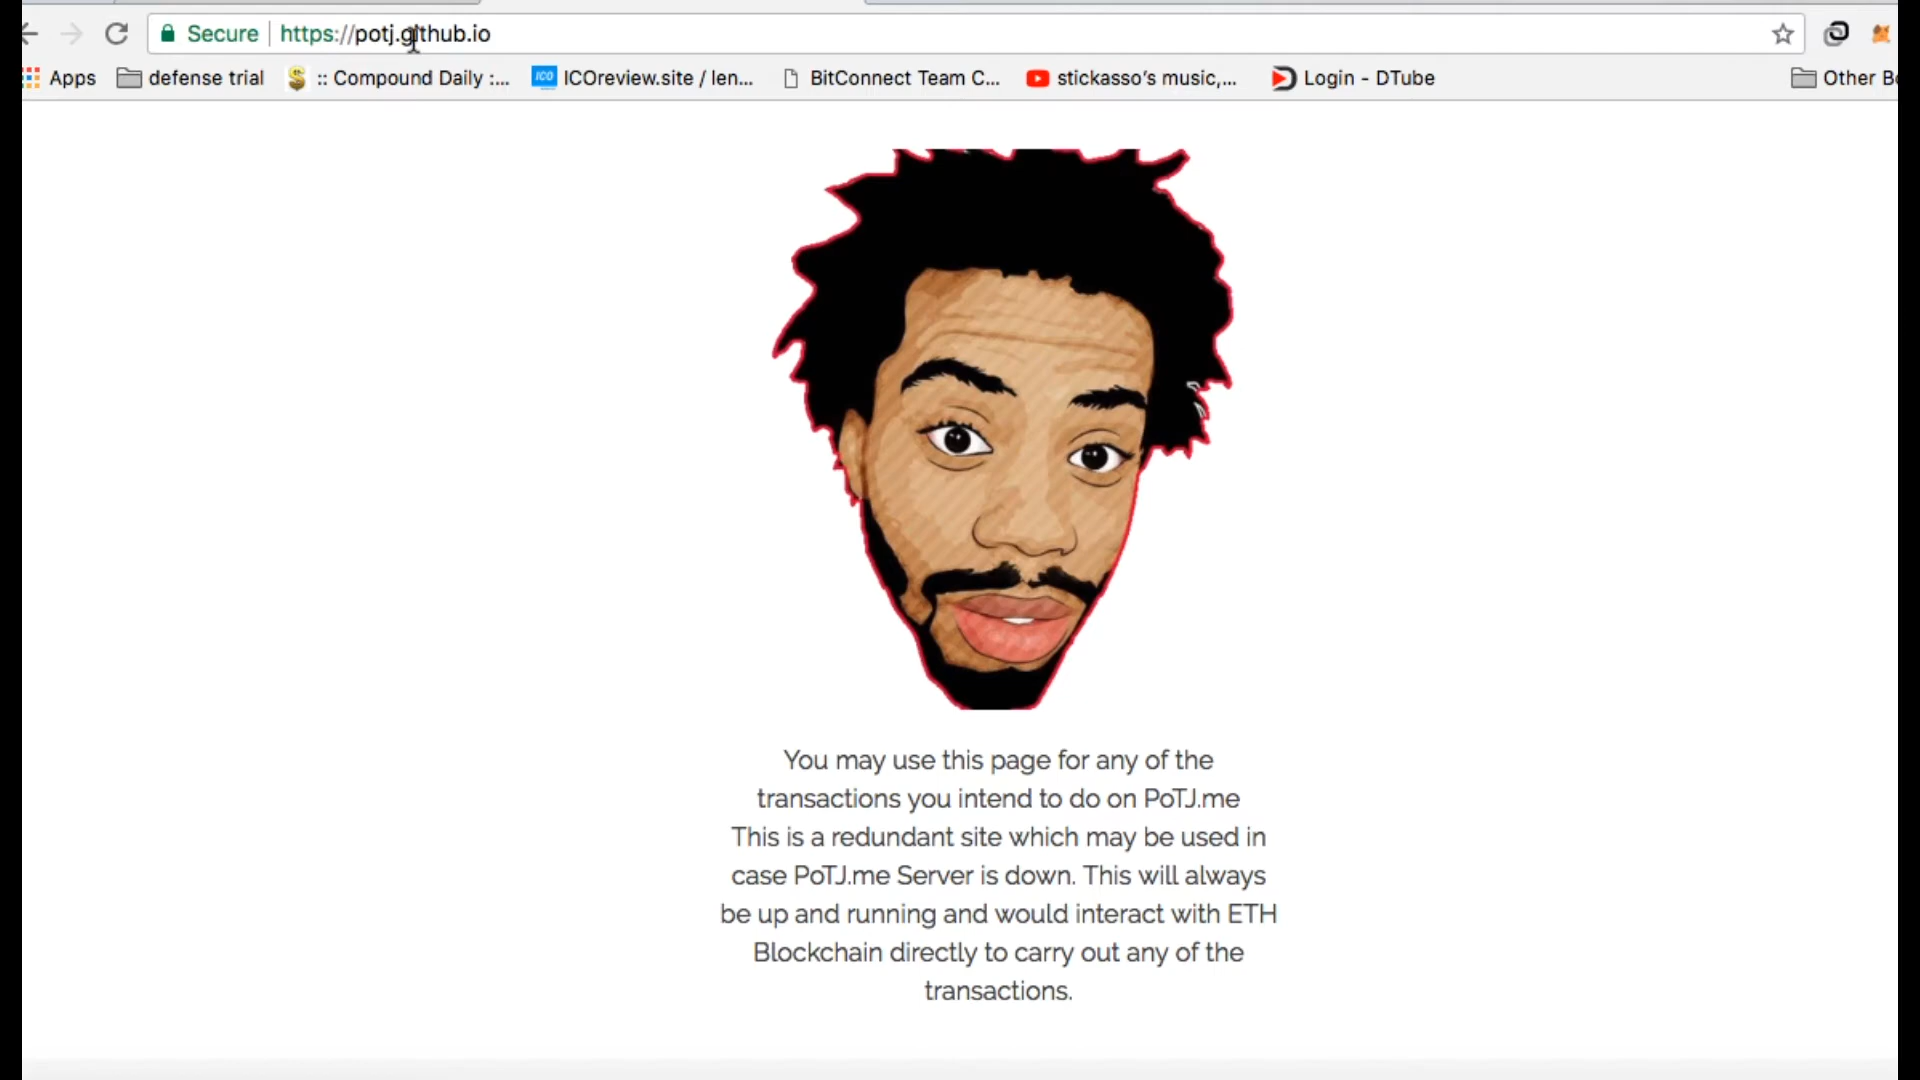 Secure https://potj.github.io
Apps defense trial :: Compound Daily :... ICO ICOreview.site / len... BitConnect Team C... stickasso's music,... Login - DTube Other
You may use this page for any of the
transactions you intend to do on PoTJ.me
This is a redundant site which may be used in
case PoTJ.me Server is down. This will always
be up and running and would interact with ETH
Blockchain directly to carry out any of the
transactions.